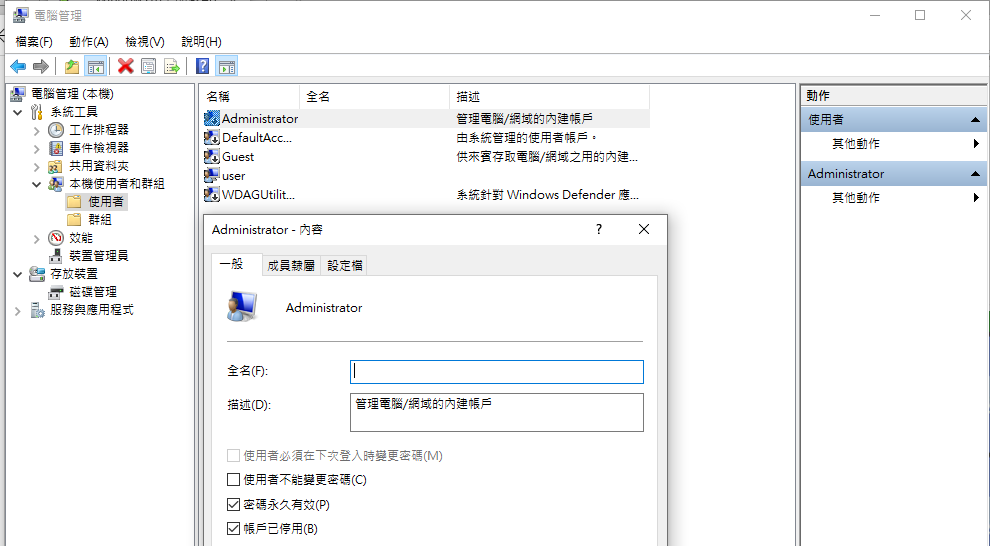 電腦管理
檔案(F) 動作(A) 檢視(V) 說明(H)
電腦管理 (本機)
系統工具
工作排程器
事件檢視器
共用資料夾
本機使用者和群組
使用者
群組
效能
裝置管理員
存放裝置
磁碟管理
服務與應用程式
名稱 全名 描述
Administrator 管理電腦/網域的內建帳戶
DefaultAcc... 由系統管理的使用者帳戶。
Guest 供來賓存取電腦/網域之用的內建...
user
WDAGUtilit... 系統針對 Windows Defender 應...
動作
使用者
其他動作
Administrator
其他動作
Administrator - 內容
?
一般 成員隸屬 設定檔
Administrator
全名(F):
描述(D): 管理電腦/網域的內建帳戶
使用者必須在下次登入時變更密碼(M)
使用者不能變更密碼(C)
密碼永久有效(P)
帳戶已停用(B)